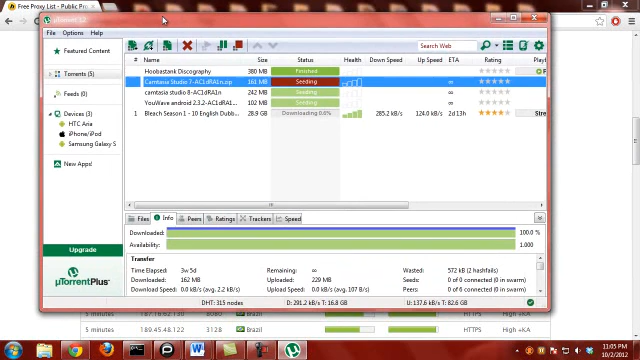 Free Proxy List - Public Pr
File Options Help
Featured Content
Torrents (5)
Feeds (0)
Devices (3)
HTC Aria
iPhone/iPod
Samsung Galaxy S
New Apps!
Upgrade
µTorrentPlus
Search Web
# Name Size Status Health Down Speed Up Speed ETA Rating Playl
Hoobastank Discography 380 MB Finished
Camtasia Studio 7-AC1dRA1n.zip 161 MB Seeding ∞
camtasia studio 8-AC1dRA1n 242 MB Seeding ∞
YouWave android 2.3.2-AC1dRA1n 102 MB Seeding ∞
1 Bleach Season 1 - 10 English Dubb... 28.9 GB Downloading 0.6% 285.2 kB/s 124.0 kB/s 2d 13h Stre
Files Info Peers Ratings Trackers Speed
Downloaded: 100.0 %
Availability: 1.000
Transfer
Time Elapsed: 3w 5d Remaining: ∞ Wasted: 572 kB (2 hashfails)
Downloaded: 162 MB Uploaded: 229 MB Seeds: 0 of 0 connected (0 in swarm)
Download Speed: 0.0 B/s (avg. 2.2 kB/s) Upload Speed: 0.0 B/s (avg. 107 B/s) Peers: 0 of 6 connected (0 in swarm)
DHT: 315 nodes D: 291.2 kB/s T: 16.8 GB U: 137.6 kB/s T: 82.6 GB
5 minutes Brazil HTTPS High +KA
5 minutes 189.45.48.122 3128 Brazil HTTPS High +KA
11:05 PM
10/2/2012